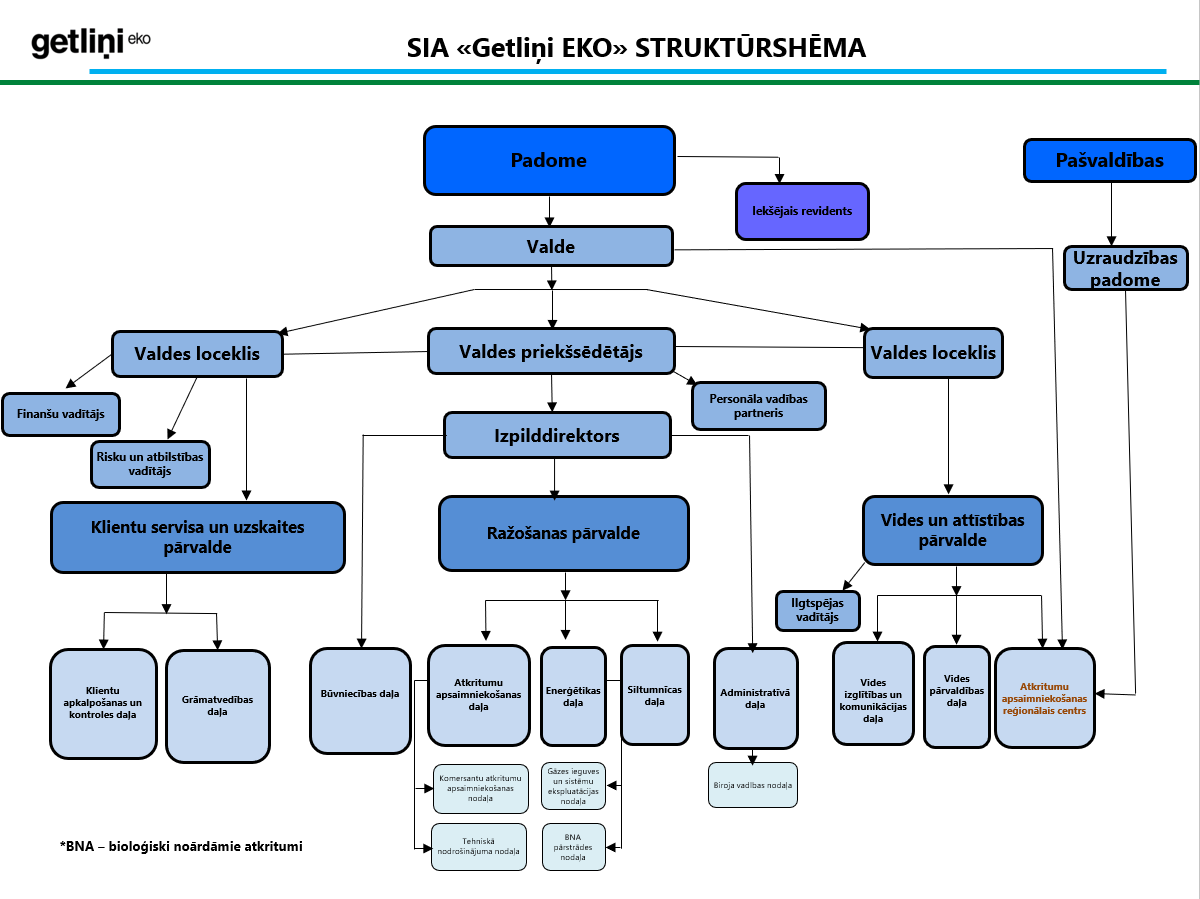 getliņi eko
SIA «Getliņi EKO» STRUKTŪRSHĒMA
Padome
Pašvaldības
Iekšējais revidents
Valde
Uzraudzības
padome
Valdes loceklis
Valdes priekšsēdētājs
Valdes loceklis
Finanšu vadītājs
Personāla vadības
partneris
Izpilddirektors
Risku un atbilstības
vadītājs
Klientu servisa un uzskaites
pārvalde
Ražošanas pārvalde
Vides un attīstības
pārvalde
Ilgtspējas
vadītājs
Klientu
apkalpošanas un
kontroles daļa
Grāmatvedības
daļa
Būvniecības daļa
Atkritumu
apsaimniekošanas
daļa
Enerģētikas
daļa
Siltumnīcas
daļa
Administratīvā
daļa
Vides
izglītības un
komunikācijas
daļa
Vides
pārvaldības
daļa
Atkritumu
apsaimniekošanas
reģionālais centrs
Komersantu atkritumu
apsaimniekošanas
nodaļa
Gāzes ieguves
un sistēmu
ekspluatācijas
nodaļa
Biroja vadības nodaļa
Tehniskā
nodrošinājuma nodaļa
BNA
pārstrādes
nodaļa
*BNA – bioloģiski noārdāmie atkritumi